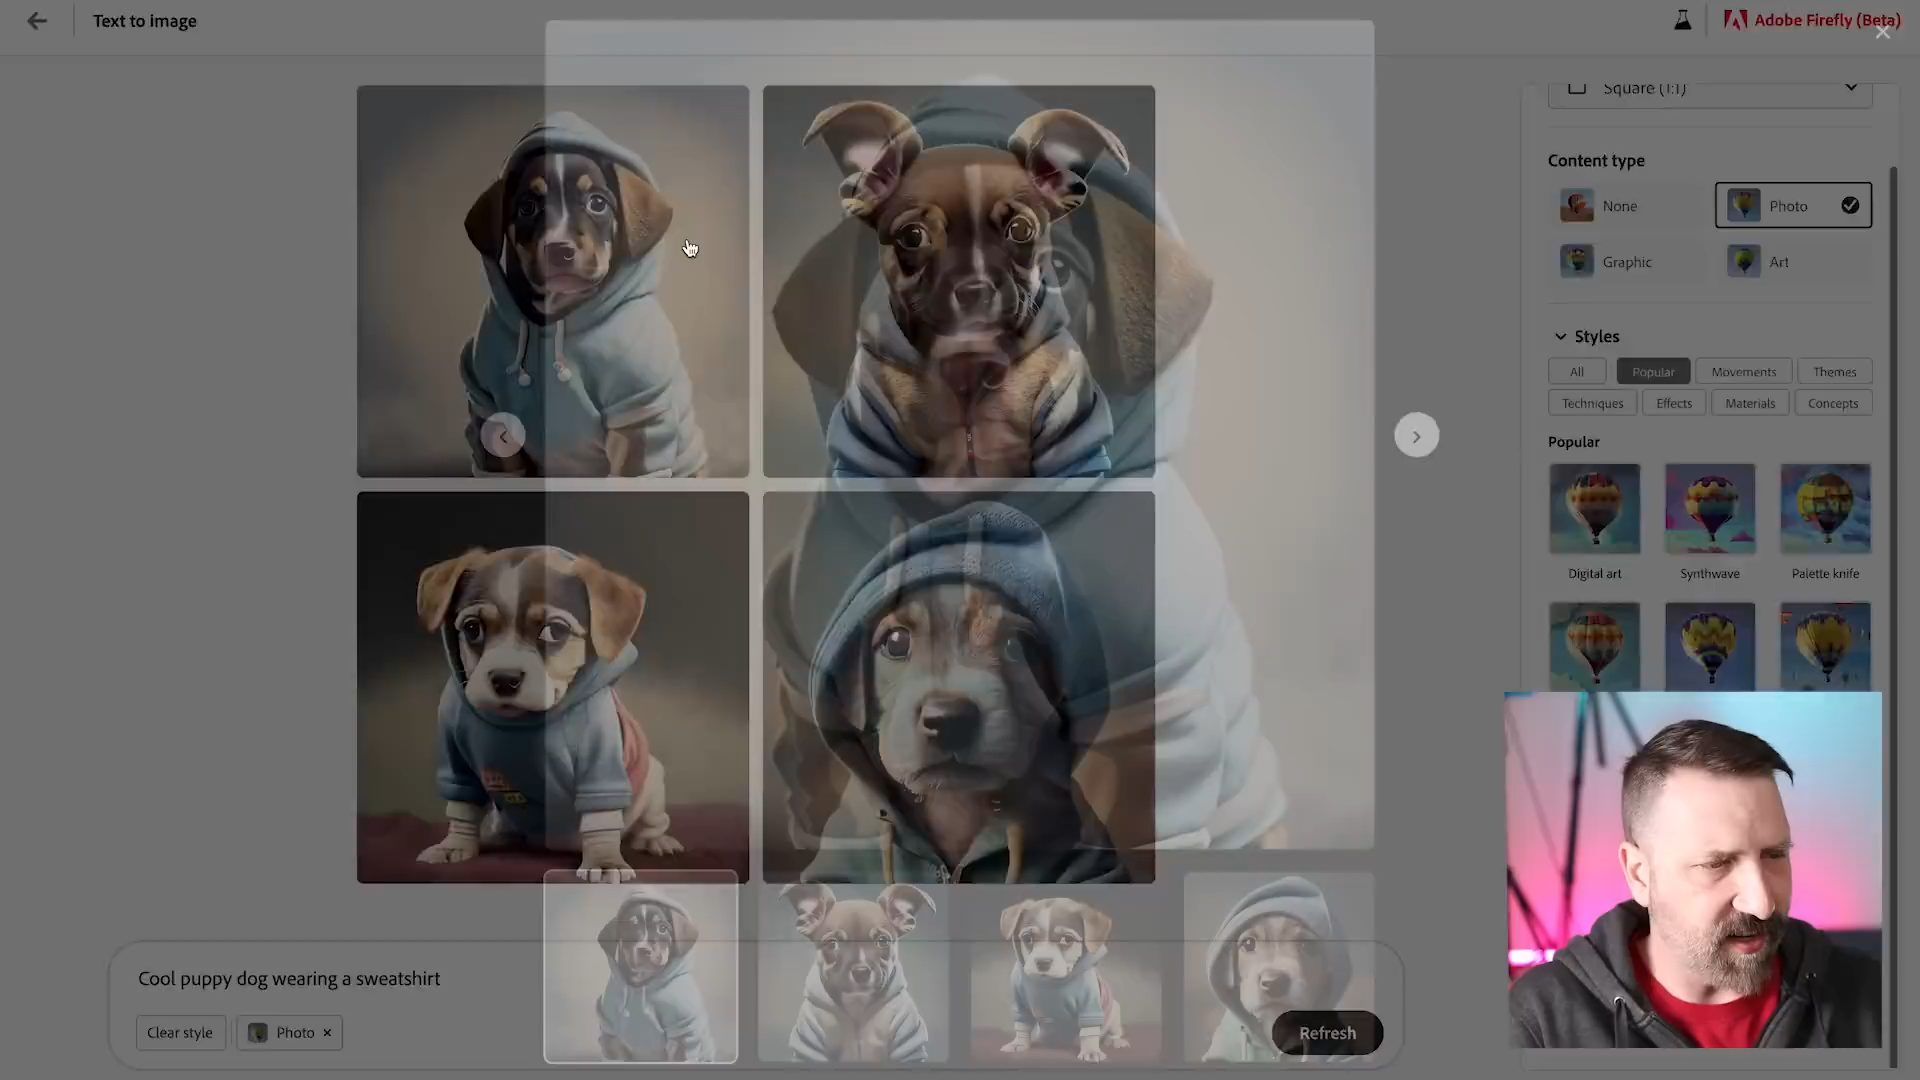 Text to image
Adobe Firefly (Beta)
Square (1:1)
Content type
None
Photo
Graphic
Art
Styles
All
Popular
Movements
Themes
Techniques
Effects
Materials
Concepts
Popular
Digital art
Synthwave
Palette knife
Cool puppy dog wearing a sweatshirt
Clear style
Photo
Refresh